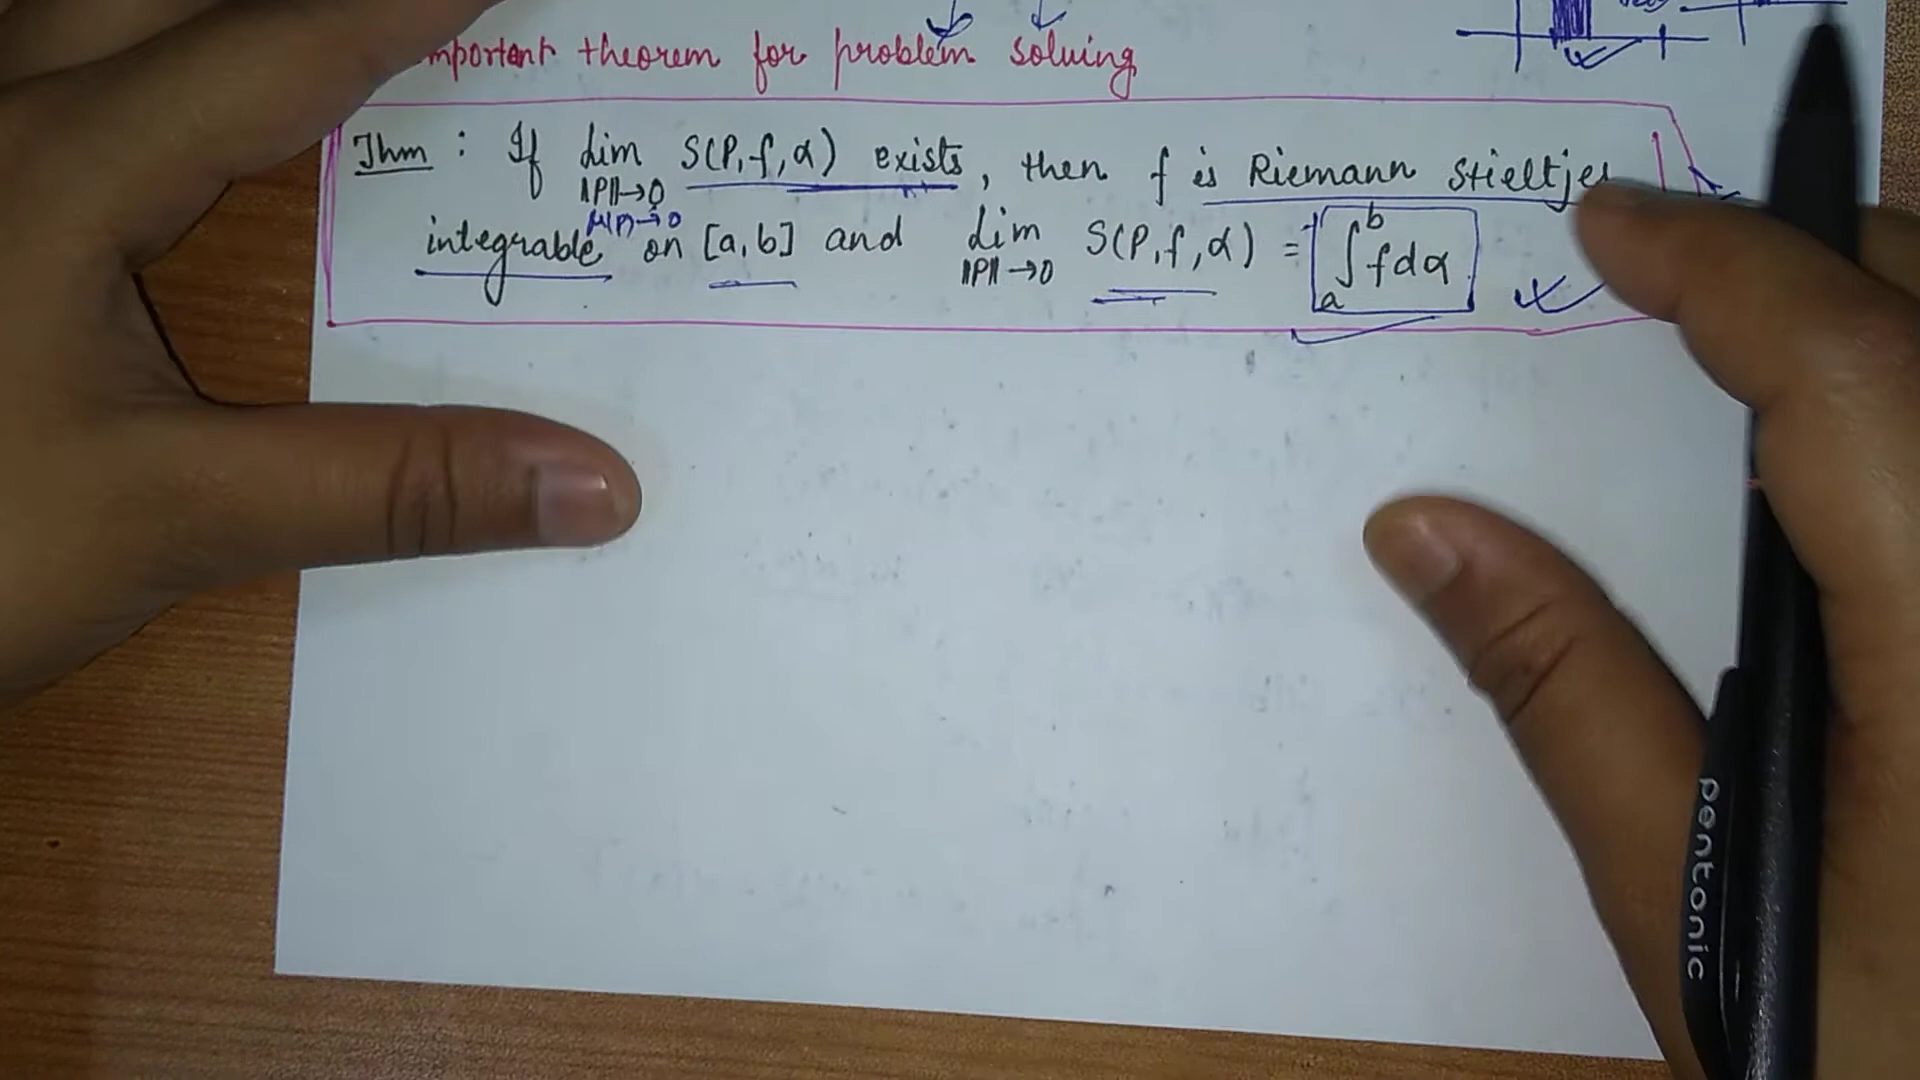 mportant theorem for problem solving
Thm : If lim S(P, f, α) exists, then f is Riemann Stieltjes
||P||→0
μ(P)→0
integrable on [a, b] and lim S(P, f, α) = ∫ f dα
||P||→0
a
b
pentonic